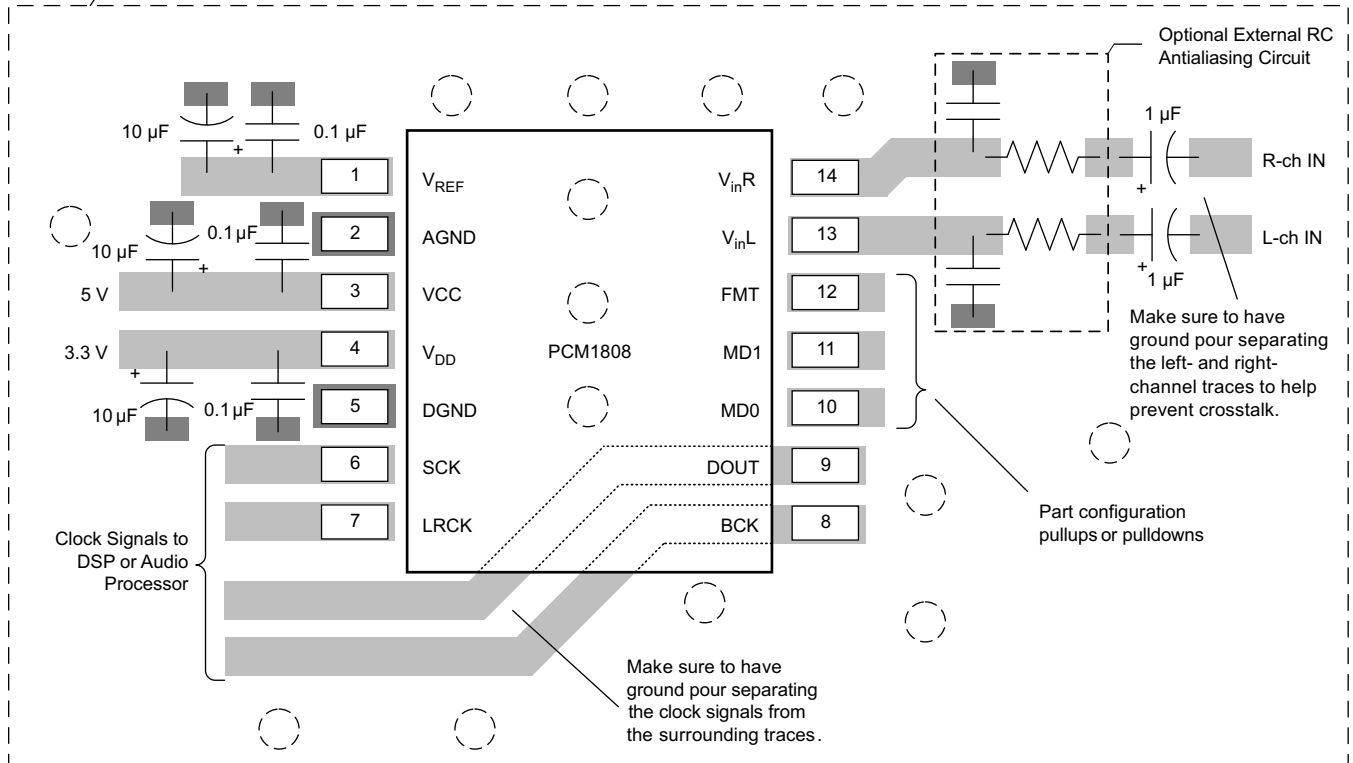 Optional External RC
Antialiasing Circuit
10 µF
+
0.1 µF
1 µF
+
R-ch IN
1
VREF
VinR
14
10 µF
+
0.1 µF
2
AGND
VinL
13
L-ch IN
+
1 µF
5 V
3
VCC
FMT
12
3.3 V
4
VDD
PCM1808
MD1
11
+
10 µF
0.1 µF
5
DGND
MD0
10
Make sure to have
ground pour separating
the left- and right-
channel traces to help
prevent crosstalk.
6
SCK
DOUT
9
7
LRCK
BCK
8
Part configuration
pullups or pulldowns
Clock Signals to
DSP or Audio
Processor
Make sure to have
ground pour separating
the clock signals from
the surrounding traces.